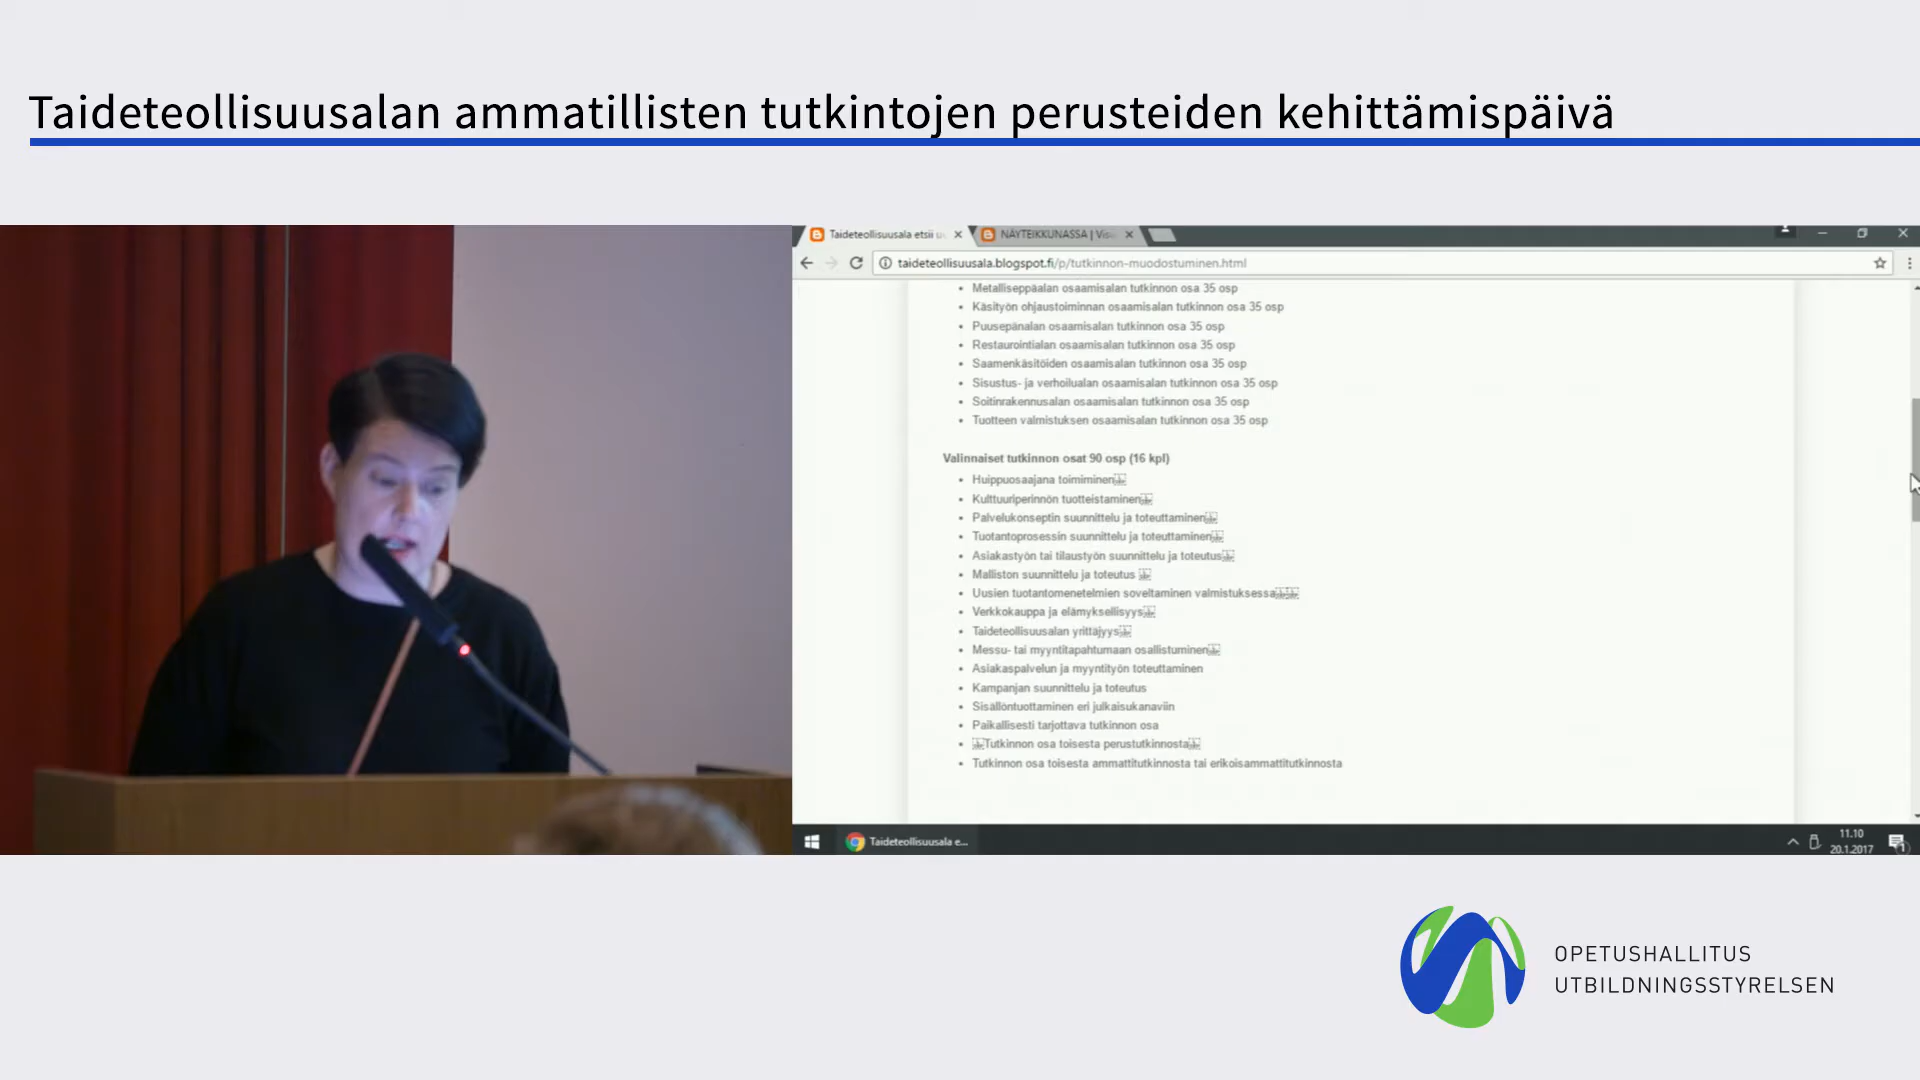 Taideteollisuusalan ammatillisten tutkintojen perusteiden kehittämispäivä
Taideteollisuusala etsii
NÄYTEIKKUNASSA | Visu
taideteollisuusala.blogspot.fi/p/tutkinnon-muodostuminen.html
Metalliseppäalan osaamisalan tutkinnon osa 35 osp
Käsityön ohjaustoiminnan osaamisalan tutkinnon osa 35 osp
Puusepänalan osaamisalan tutkinnon osa 35 osp
Restaurointialan osaamisalan tutkinnon osa 35 osp
Saamenkäsitöiden osaamisalan tutkinnon osa 35 osp
Sisustus- ja verhoilualan osaamisalan tutkinnon osa 35 osp
Soitinrakennusalan osaamisalan tutkinnon osa 35 osp
Tuotteen valmistuksen osaamisalan tutkinnon osa 35 osp
Valinnaiset tutkinnon osat 90 osp (16 kpl)
Huippuosaajana toimiminen
Kulttuuriperinnön tuotteistaminen
Palvelukonseptin suunnittelu ja toteuttaminen
Tuotantoprosessin suunnittelu ja toteuttaminen
Asiakastyön tai tilaustyön suunnittelu ja toteutus
Malliston suunnittelu ja toteutus
Uusien tuotantomenetelmien soveltaminen valmistuksessa
Verkkokauppa ja elämyksellisyys
Taideteollisuusalan yrittäjyys
Messu- tai myyntitapahtumaan osallistuminen
Asiakaspalvelun ja myyntityön toteuttaminen
Kampanjan suunnittelu ja toteutus
Sisällöntuottaminen eri julkaisukanaviin
Paikallisesti tarjottava tutkinnon osa
Tutkinnon osa toisesta perustutkinnosta
Tutkinnon osa toisesta ammattitutkinnosta tai erikoisammattitutkinnosta
Taideteollisuusala e...
11.10
20.1.2017
1
OPETUSHALLITUS
UTBILDNINGSSTYRELSEN